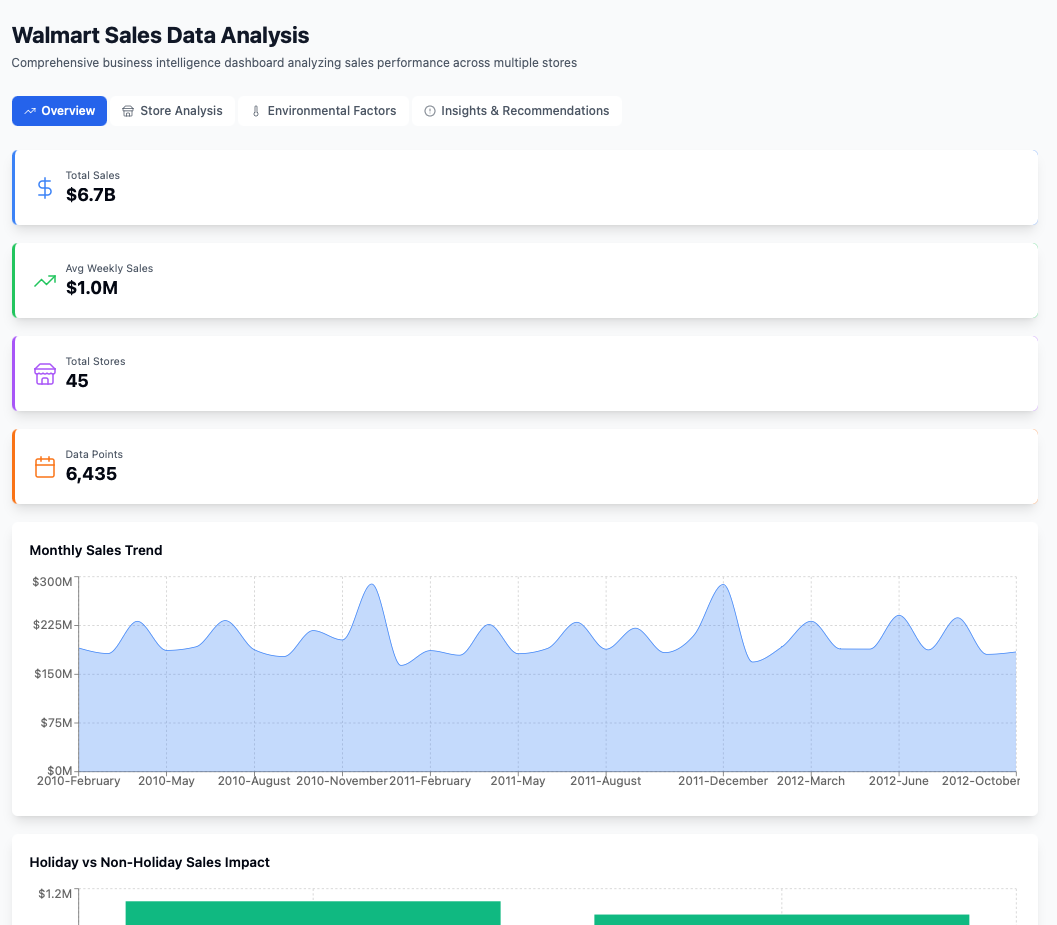 Walmart Sales Data Analysis
Comprehensive business intelligence dashboard analyzing sales performance across multiple stores
Overview Store Analysis Environmental Factors Insights & Recommendations
Total Sales
$6.7B
Avg Weekly Sales
$1.0M
Total Stores
45
Data Points
6,435
Monthly Sales Trend
$300M
$225M
$150M
$75M
$0M
2010-February 2010-May 2010-August 2010-November 2011-February 2011-May 2011-August 2011-December 2012-March 2012-June 2012-October
Holiday vs Non-Holiday Sales Impact
$1.2M